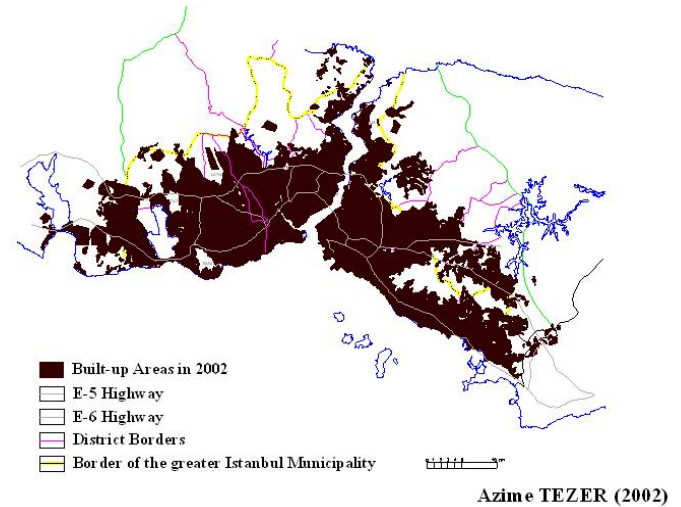 Built-up Areas in 2002
E-5 Highway
E-6 Highway
District Borders
Border of the greater Istanbul Municipality
Azime TEZER (2002)